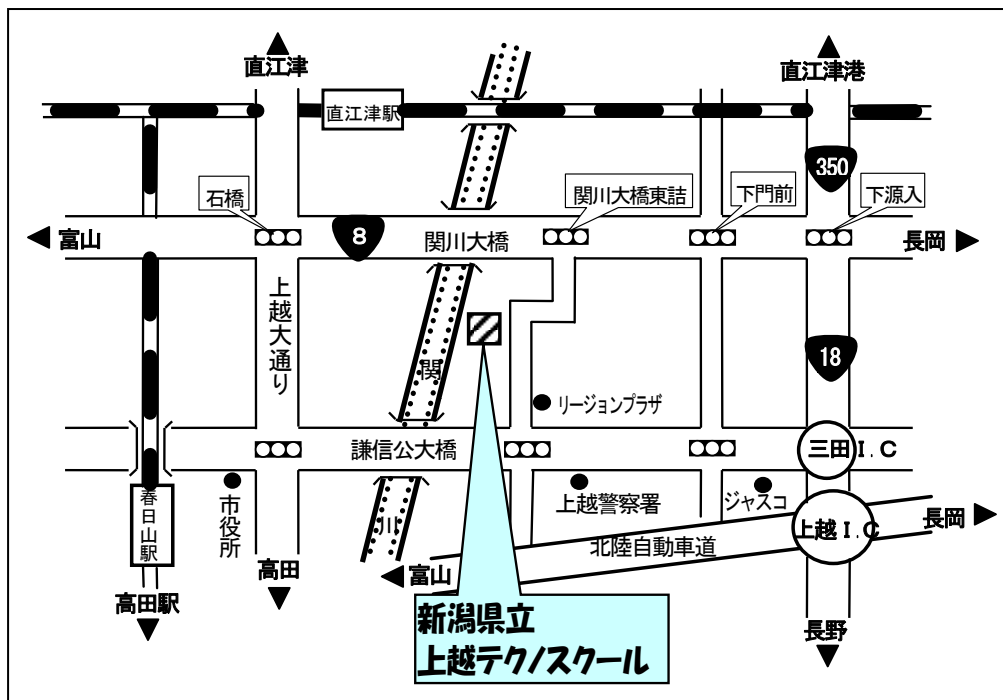 直江津
直江津港
直江津駅
350
石橋
関川大橋東詰
下門前
下源入
富山
8
関川大橋
長岡
上越大通り
18
関
リージョンプラザ
謙信公大橋
三田I.C
市役所
上越警察署
ジャスコ
春日山駅
川
上越I.C
長岡
北陸自動車道
高田
富山
高田駅
新潟県立
上越テクノスクール
長野